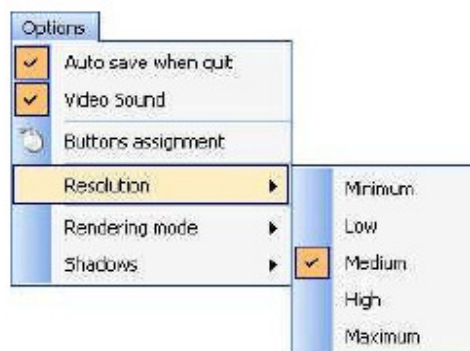 Options
Auto save when quit
Video Sound
Buttons assignment
Resolution
Rendering mode
Shadows
Minimum
Low
Medium
High
Maximum